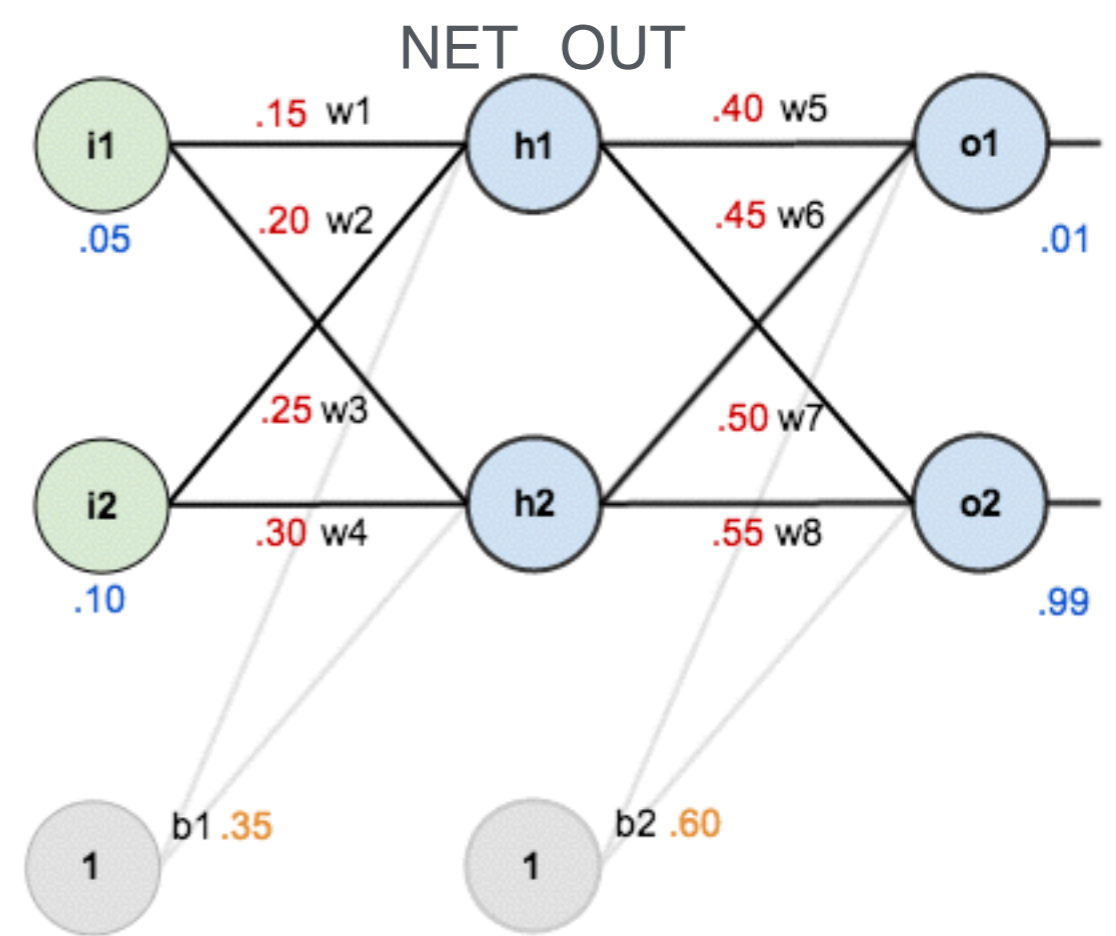 NET OUT
i1 .15 w1 h1 .40 w5 o1
.05 .20 w2 .45 w6 .01
.25 w3 .50 w7
i2 .30 w4 h2 .55 w8 o2
.10 .99
1 b1 .35 1 b2 .60